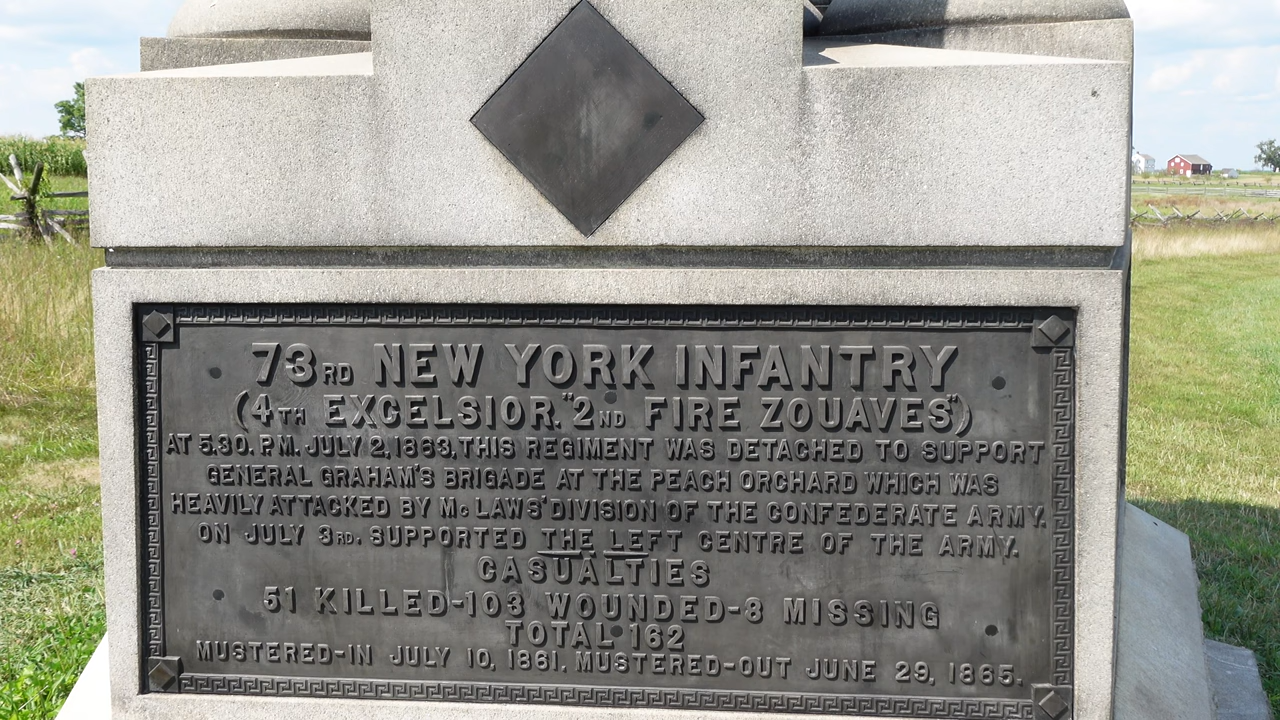 73RD NEW YORK INFANTRY
(4TH EXCELSIOR. "2ND FIRE ZOUAVES")
AT 5.30. P.M. JULY 2, 1863, THIS REGIMENT WAS DETACHED TO SUPPORT
GENERAL GRAHAM'S BRIGADE AT THE PEACH ORCHARD WHICH WAS
HEAVILY ATTACKED BY McLAWS' DIVISION OF THE CONFEDERATE ARMY.
ON JULY 3RD. SUPPORTED THE LEFT CENTRE OF THE ARMY.
CASUALTIES
51 KILLED-103 WOUNDED-8 MISSING
TOTAL 162
MUSTERED-IN JULY 10, 1861. MUSTERED-OUT JUNE 29, 1865.